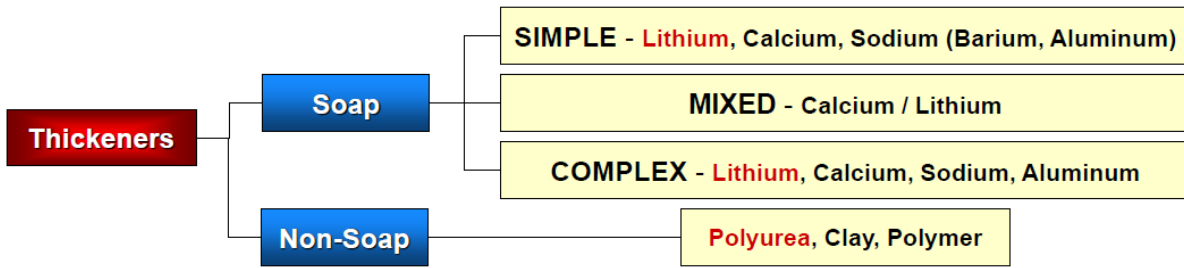 SIMPLE - Lithium, Calcium, Sodium (Barium, Aluminum)
Soap
MIXED - Calcium / Lithium
Thickeners
COMPLEX - Lithium, Calcium, Sodium, Aluminum
Non-Soap
Polyurea, Clay, Polymer